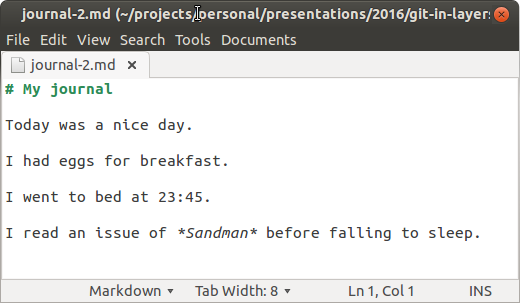 journal-2.md (~/projects/personal/presentations/2016/git-in-layers
File Edit View Search Tools Documents
journal-2.md ×
# My journal
Today was a nice day.
I had eggs for breakfast.
I went to bed at 23:45.
I read an issue of *Sandman* before falling to sleep.
Markdown Tab Width: 8 Ln 1, Col 1 INS